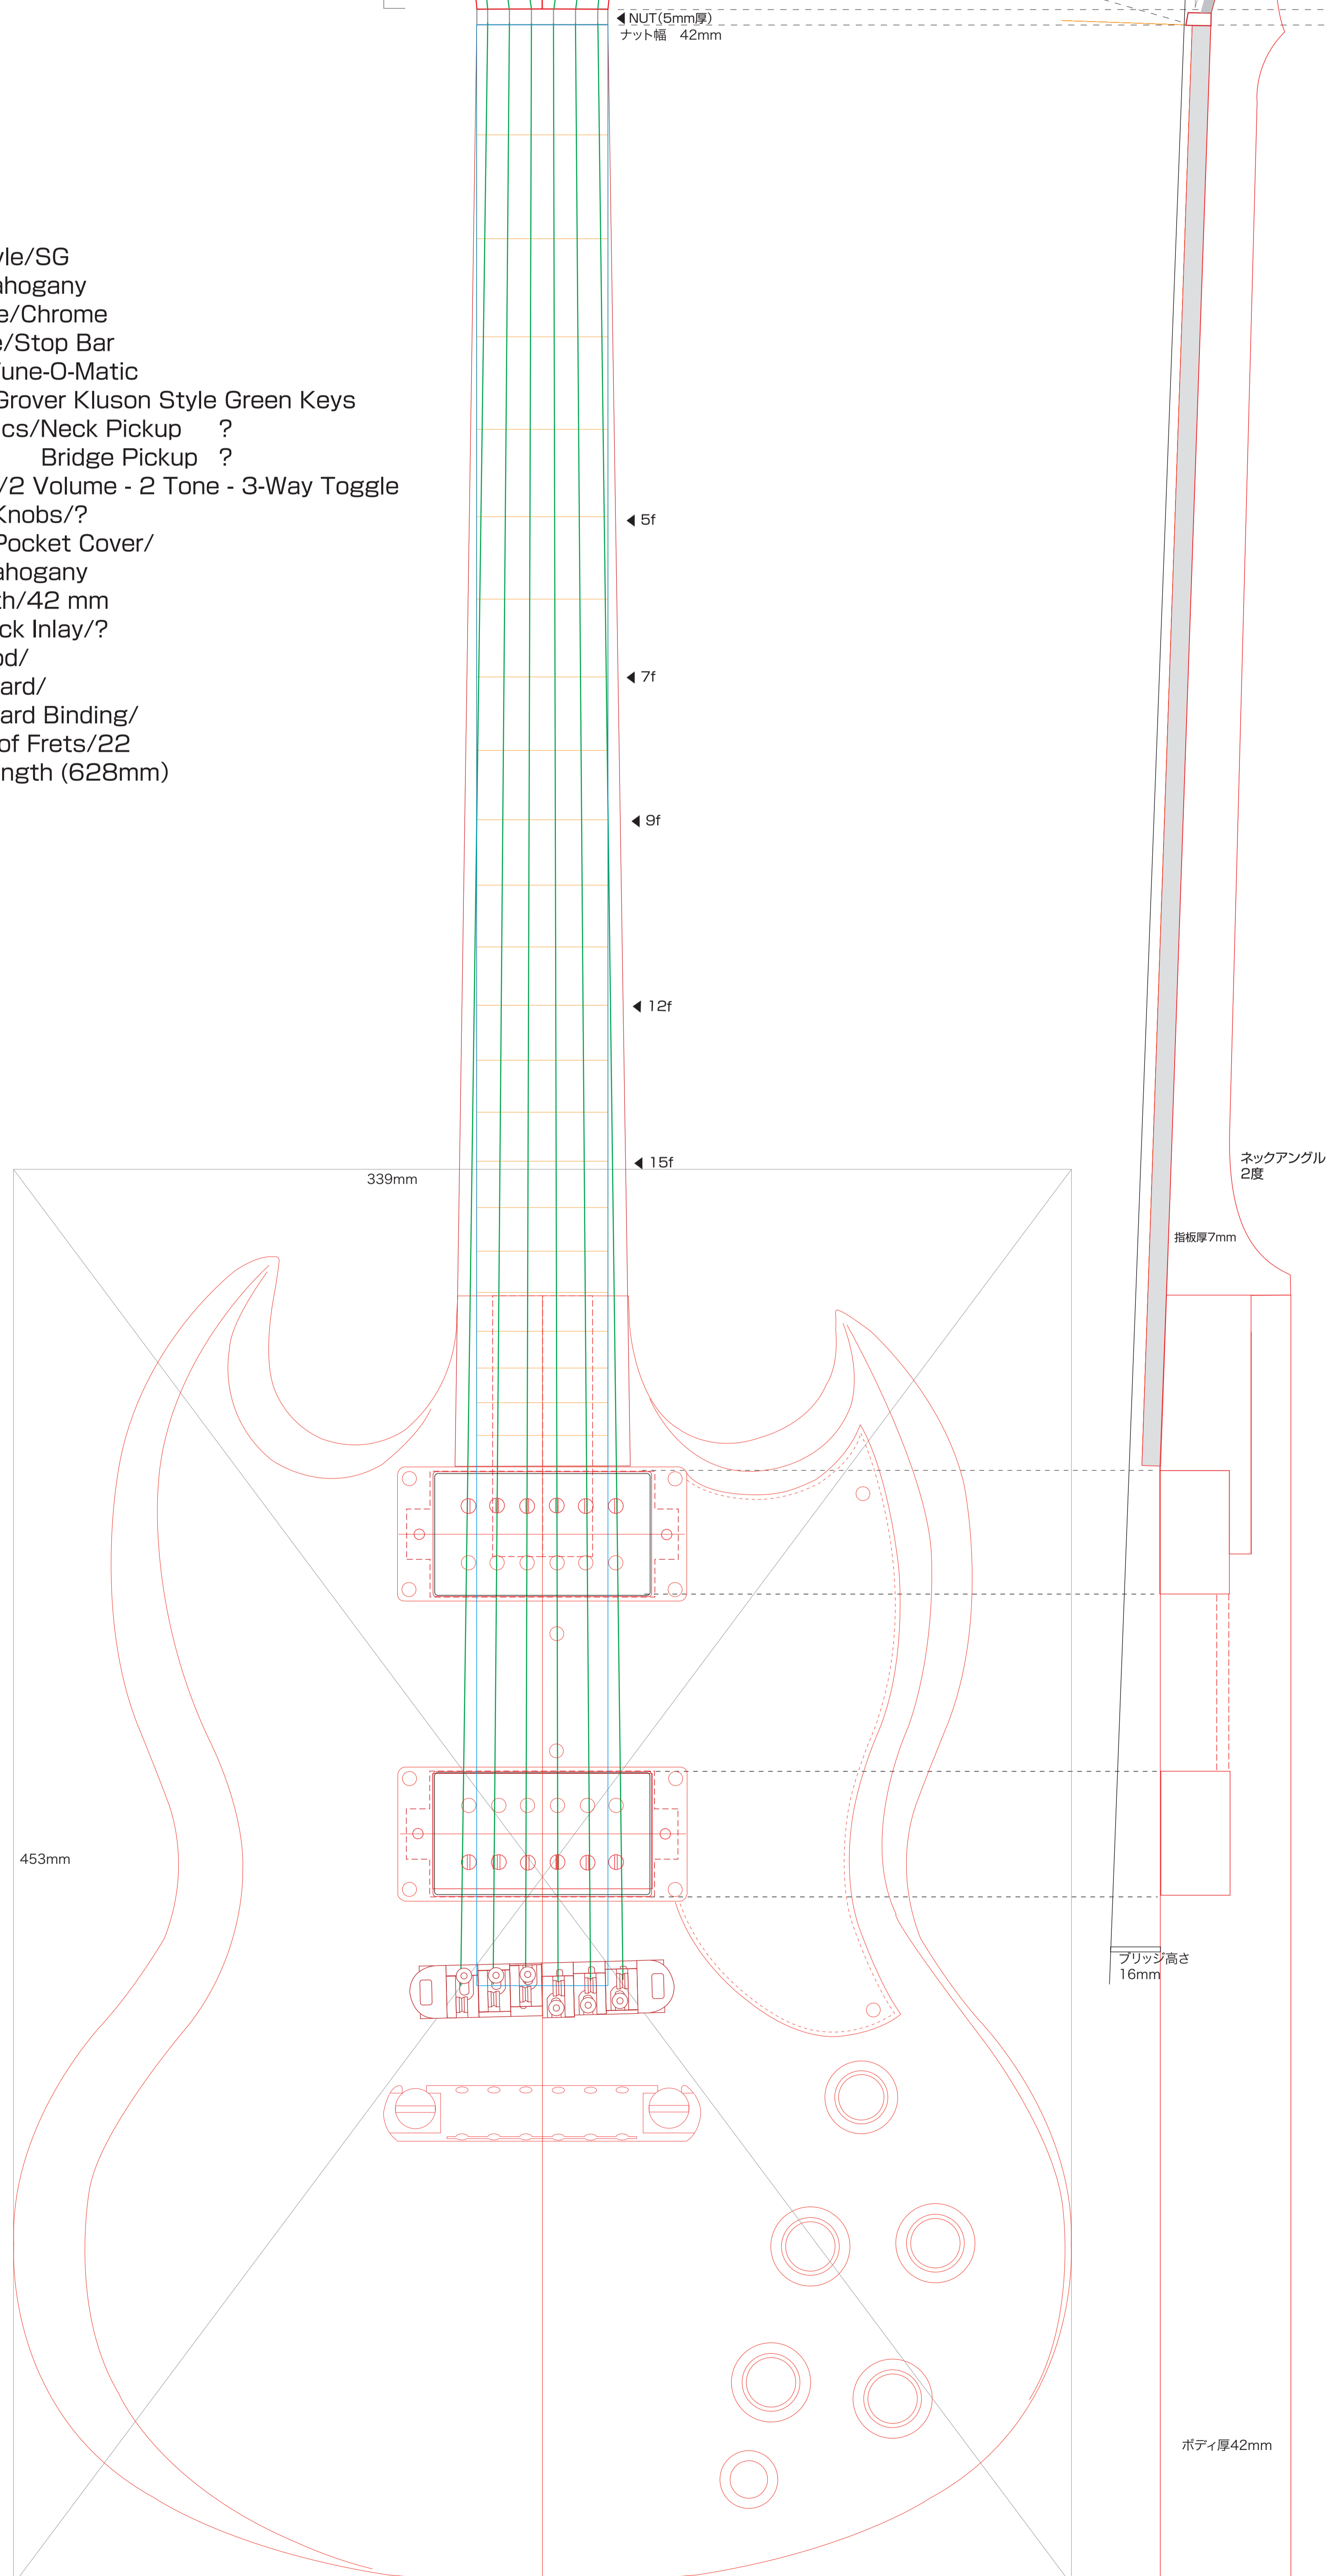 NUT(5mm厚)
ナット幅 42mm
yle/SG
ahogany
e/Chrome
e/Stop Bar
Tune-O-Matic
Grover Kluson Style Green Keys
ics/Neck Pickup ?
Bridge Pickup ?
/2 Volume - 2 Tone - 3-Way Toggle
Knobs/?
Pocket Cover/
ahogany
th/42 mm
ck Inlay/?
od/
ard/
ard Binding/
of Frets/22
ngth (628mm)
5f
7f
9f
12f
15f
339mm
ネックアングル
2度
指板厚7mm
453mm
ブリッジ高さ
16mm
ボディ厚42mm